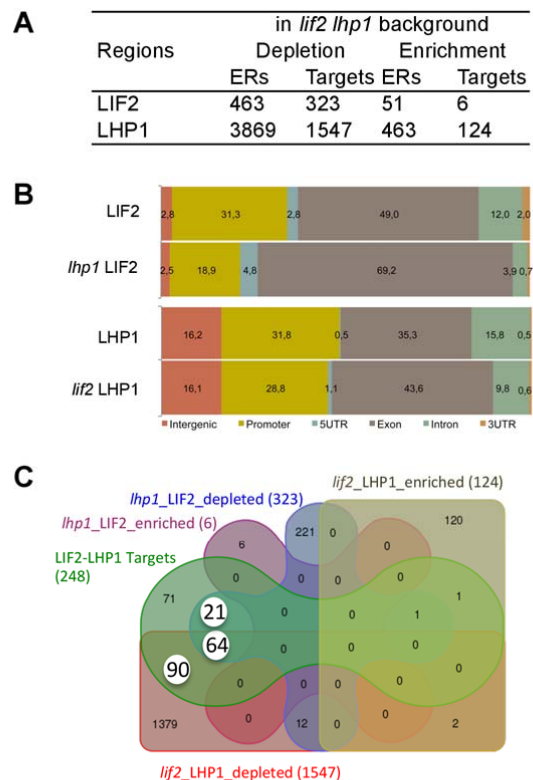 A
in lif2 lhp1 background
Regions Depletion Enrichment
ERs Targets ERs Targets
LIF2 463 323 51 6
LHP1 3869 1547 463 124
B
LIF2 2,8 31,3 2,8 49,0 12,0 2,0
lhp1 LIF2 2,5 18,9 4,8 69,2 3,9 0,7
LHP1 16,2 31,8 0,5 35,3 15,8 0,5
lif2 LHP1 16,1 28,8 1,1 43,6 9,8 0,6
Intergenic Promoter 5UTR Exon Intron 3UTR
C
lif2_LHP1_enriched (124)
lhp1_LIF2_depleted (323)
lhp1_LIF2_enriched (6)
LIF2-LHP1 Targets
(248)
120
221 0
6 0
0 0 0 0
71 1
21 0 0 1
64 0 0 0
90 0 0 0 0
1379 0 12 0 0 2
lif2_LHP1_depleted (1547)